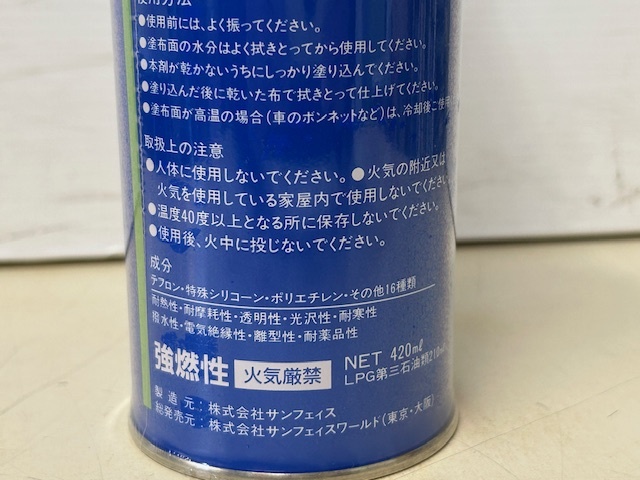 使用方法
●使用前には、よく振ってください。
●塗布面の水分はよく拭きとってから使用してください。
●本剤が乾かないうちにしっかり塗り込んでください。
●塗り込んだ後に乾いた布で拭きとって仕上げてください。
●塗布面が高温の場合(車のボンネットなど)は、冷却後ご使用
取扱上の注意
●人体に使用しないでください。●火気の附近又は
火気を使用している家屋内で使用しないでください。
●温度40度以上となる所に保存しないでください。
●使用後、火中に投じないでください。
成分
テフロン・特殊シリコーン・ポリエチレン・その他16種類
耐熱性・耐摩耗性・透明性・光沢性・耐寒性
撥水性・電気絶縁性・離型性・耐薬品性
強燃性 火気厳禁 NET 420ml
LPG第三石油類210ml
製造元:株式会社サンフェイス
総発売元:株式会社サンフェイスワールド(東京・大阪)